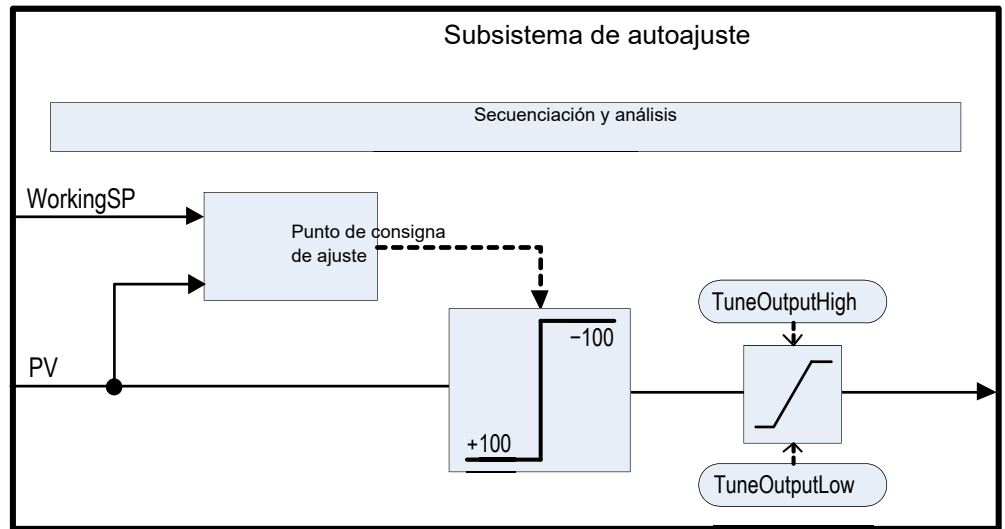 Subsistema de autoajuste
Secuenciación y análisis
WorkingSP
Punto de consigna
de ajuste
TuneOutputHigh
−100
PV
+100
TuneOutputLow